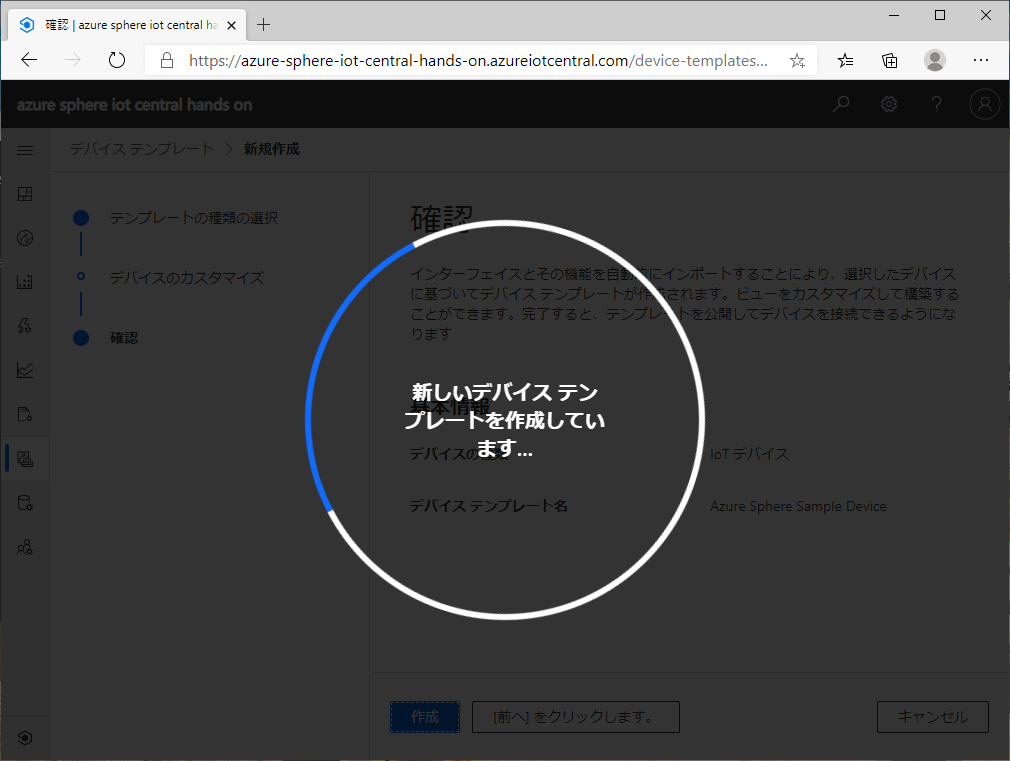 確認 | azure sphere iot central ha
https://azure-sphere-iot-central-hands-on.azureiotcentral.com/device-templates...
azure sphere iot central hands on
デバイス テンプレート > 新規作成
テンプレートの種類の選択
デバイスのカスタマイズ
確認
確認
インターフェイスとその機能を自動的にインポートすることにより、選択したデバイス
に基づいてデバイス テンプレートが作成されます。ビューをカスタマイズして構築する
ことができます。完了すると、テンプレートを公開してデバイスを接続できるようにな
ります
新しいデバイス テン
プレートを作成してい
ます...
基本情報
デバイスの種類
IoT デバイス
デバイス テンプレート名
Azure Sphere Sample Device
作成
[前へ] をクリックします。
キャンセル